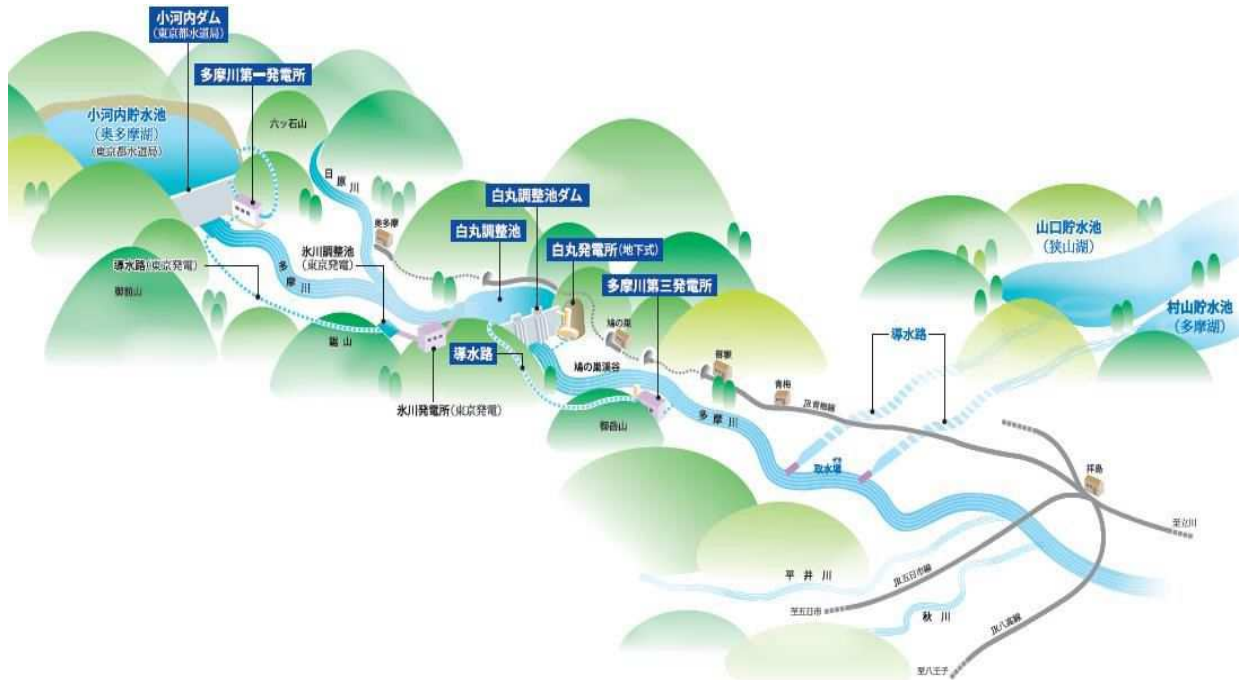 小河内ダム
(東京都水道局)
多摩川第一発電所
小河内貯水池
(奥多摩湖)
(東京都水道局)
六ッ石山
日原川
奥多摩
白丸調整池ダム
白丸調整池
白丸発電所(地下式)
多摩川第三発電所
氷川調整池
(東京発電)
導水路(東京発電)
御前山
多摩川
山口貯水池
(狭山湖)
村山貯水池
(多摩湖)
導水路
鳩の巣
御嶽
愛宕山
導水路
鳩の巣渓谷
青梅
JR青梅線
氷川発電所(東京発電)
御岳山
多摩川
取水堰
拝島
至立川
平井川
JR五日市線
至五日市
秋川
JR八高線
至八王子